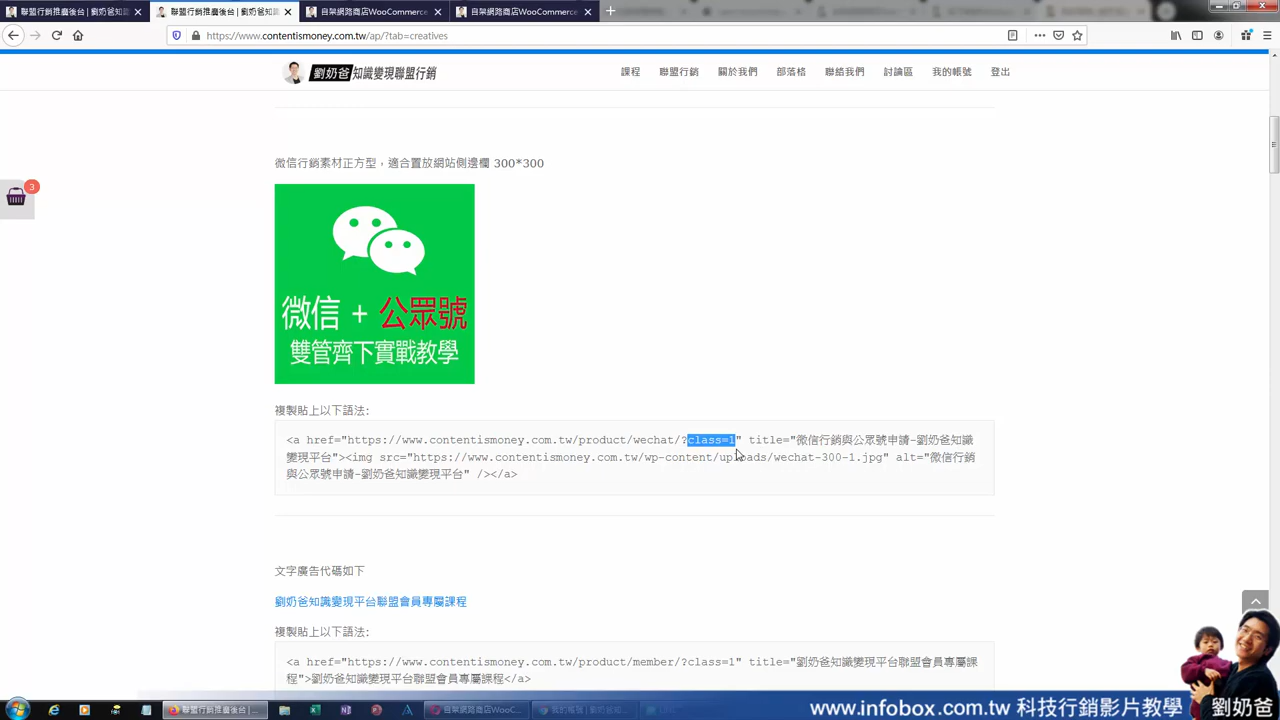 聯盟行銷推廣後台 | 劉奶爸知
聯盟行銷推廣後台 | 劉奶爸知
自架網路商店WooCommerce
自架網路商店WooCommerce
https://www.contentismoney.com.tw/ap/?tab=creatives
劉奶爸知識變現聯盟行銷
課程
聯盟行銷
關於我們
部落格
聯絡我們
討論區
我的帳號
登出
3
微信行銷素材正方型，適合置放網站側邊欄 300*300
微信 + 公眾號
雙管齊下實戰教學
複製貼上以下語法:
<a href="https://www.contentismoney.com.tw/product/wechat/?class=1" title="微信行銷與公眾號申請-劉奶爸知識
變現平台"><img src="https://www.contentismoney.com.tw/wp-content/uploads/wechat-300-1.jpg" alt="微信行銷
與公眾號申請-劉奶爸知識變現平台" /></a>
文字廣告代碼如下
劉奶爸知識變現平台聯盟會員專屬課程
複製貼上以下語法:
<a href="https://www.contentismoney.com.tw/product/member/?class=1" title="劉奶爸知識變現平台聯盟會員專屬課
程">劉奶爸知識變現平台聯盟會員專屬課程</a>
聯盟行銷推廣後台 |...
自架網路商店WooC...
我的帳號 | 劉奶爸知...
LINE
www.infobox.com.tw 科技行銷影片教學
劉奶爸